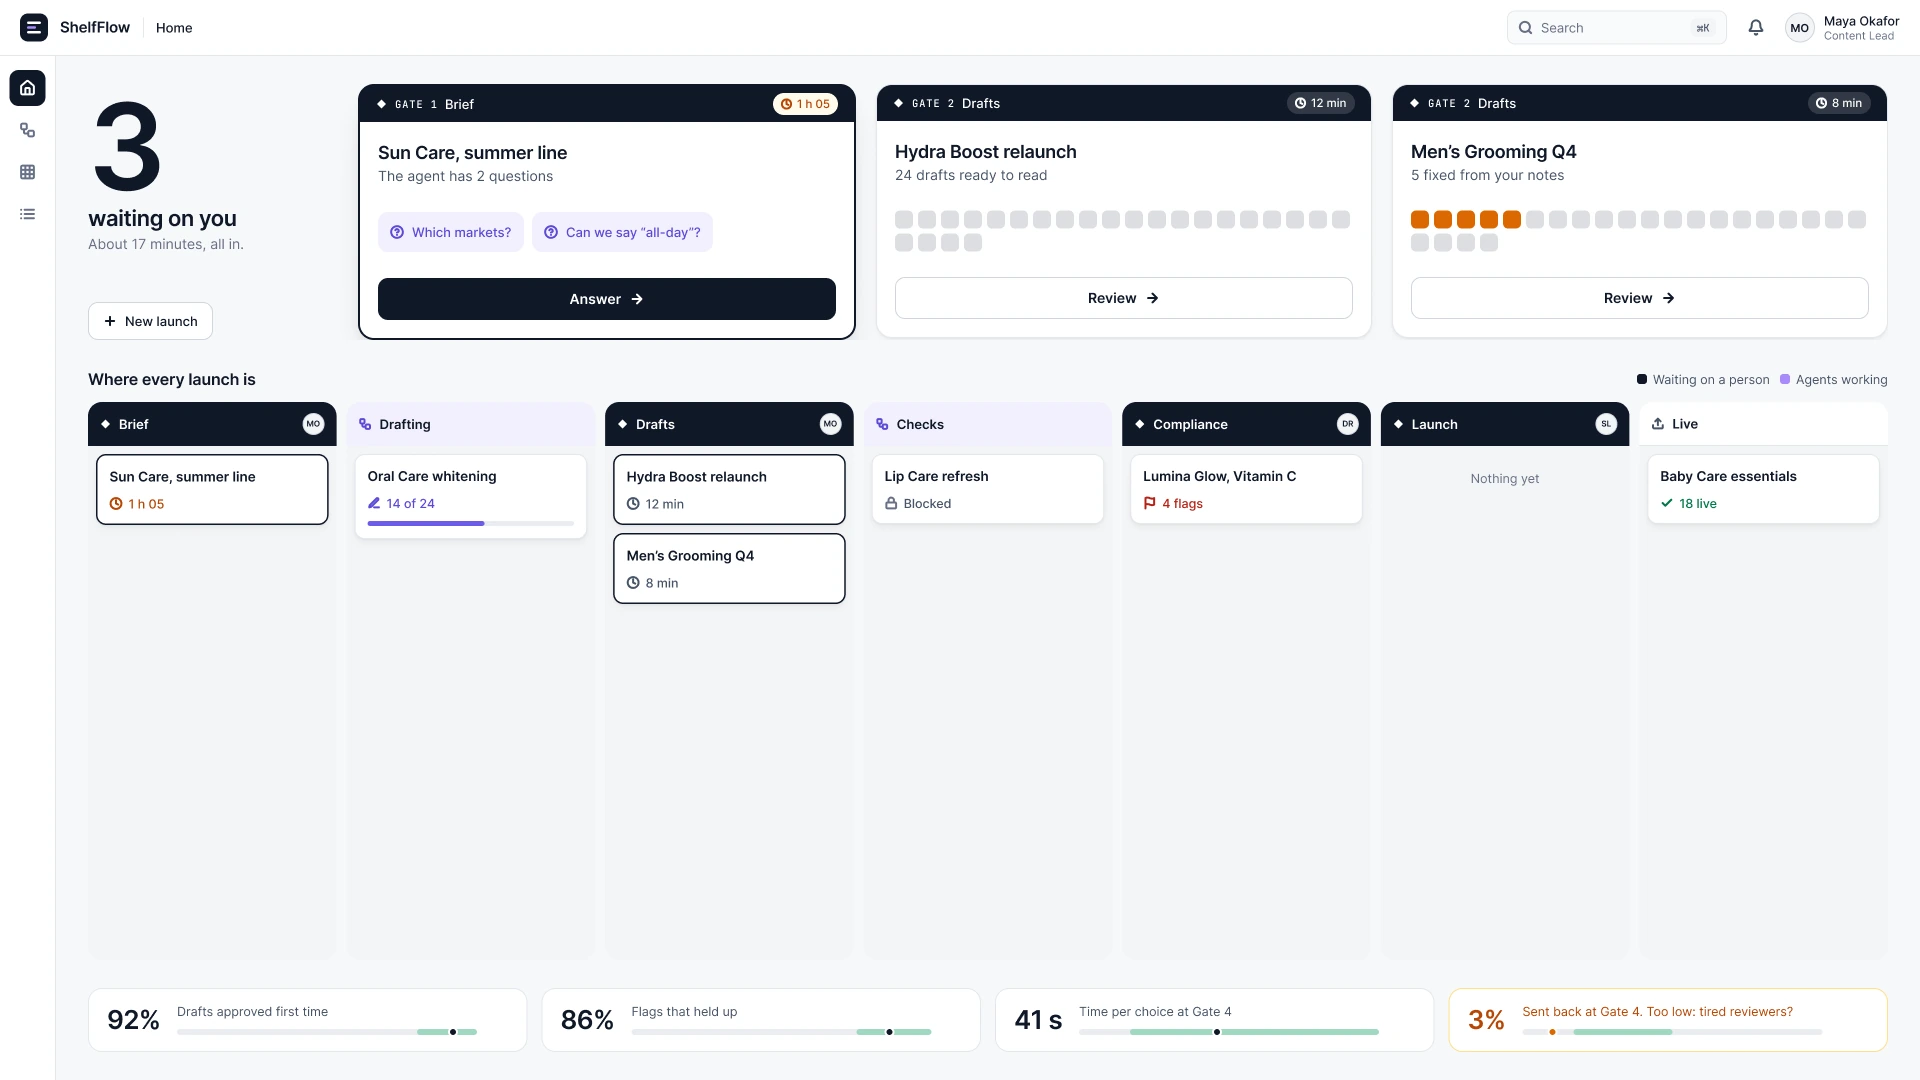 ShelfFlow
Home
Search
⌘K
MO
Maya Okafor
Content Lead
3
waiting on you
About 17 minutes, all in.
New launch
GATE 1 Brief
1 h 05
Sun Care, summer line
The agent has 2 questions
Which markets?
Can we say “all-day”?
Answer
GATE 2 Drafts
12 min
Hydra Boost relaunch
24 drafts ready to read
Review
GATE 2 Drafts
8 min
Men’s Grooming Q4
5 fixed from your notes
Review
Where every launch is
Waiting on a person
Agents working
Brief
MO
Sun Care, summer line
1 h 05
Drafting
Oral Care whitening
14 of 24
Drafts
MO
Hydra Boost relaunch
12 min
Men’s Grooming Q4
8 min
Checks
Lip Care refresh
Blocked
Compliance
DR
Lumina Glow, Vitamin C
4 flags
Launch
SL
Nothing yet
Live
Baby Care essentials
18 live
92%
Drafts approved first time
86%
Flags that held up
41 s
Time per choice at Gate 4
3%
Sent back at Gate 4. Too low: tired reviewers?